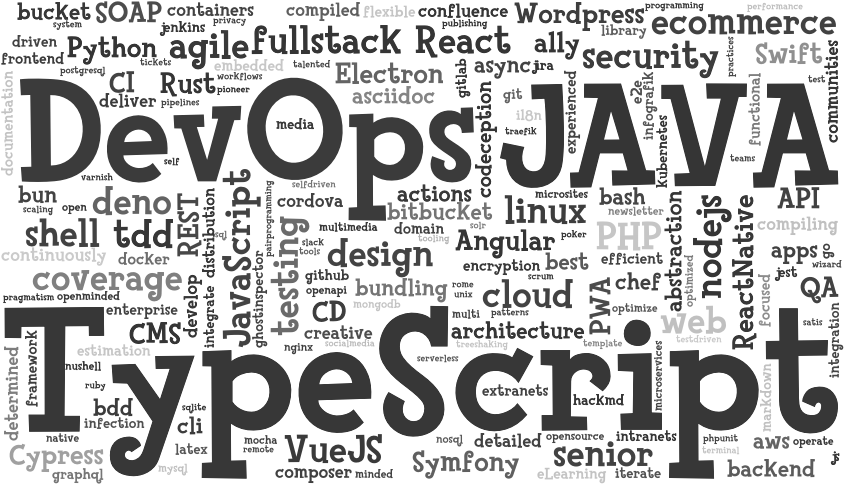 bucket SOAP containers compiled flexible confluence Wordpress programming performance
system jenkins privacy publishing library ecommerce
driven Python agile fullstack React ally security practices Swift
frontend tickets embedded talented gitlab async jra
postgresql CI Rust workflows Electron git e2e infografik test communities
documentation deliver pipelines pioneer asciidoc i18n experienced functional
DevOps JAVA
media codeception traefik kubernetes teams
self varnish
bun scaling open deno REST selfdriven cordova actions microsites bash API
shell tdd sql distribution JavaScript pairprogramming multimedia bitbucket solr linux newsletter compiling
continuously docker testing slack tools domain tooling Angular poker PHP abstraction nodejs
coverage integrate develop ghostinspector design encryption best efficient optimized ReactNative apps go wizard
github openapi bundling rome unix scrum chef jest
pragmatism openminded mongodb cloud PWA optimize focused QA
enterprise CD multi patterns web satis integration
CMS creative architecture template testdriven
estimation nginx socialmedia treeshaking serverless microservices
TypeScript
determined framework nushell ruby extranets hackmd markdown
bdd sqlite
infection cli
native mocha remote VueJS nosql detailed opensource intranets phpunit aws operate
Cypress latex Symfony senior terminal js
graphql mysql composer minded eLearning iterate backend